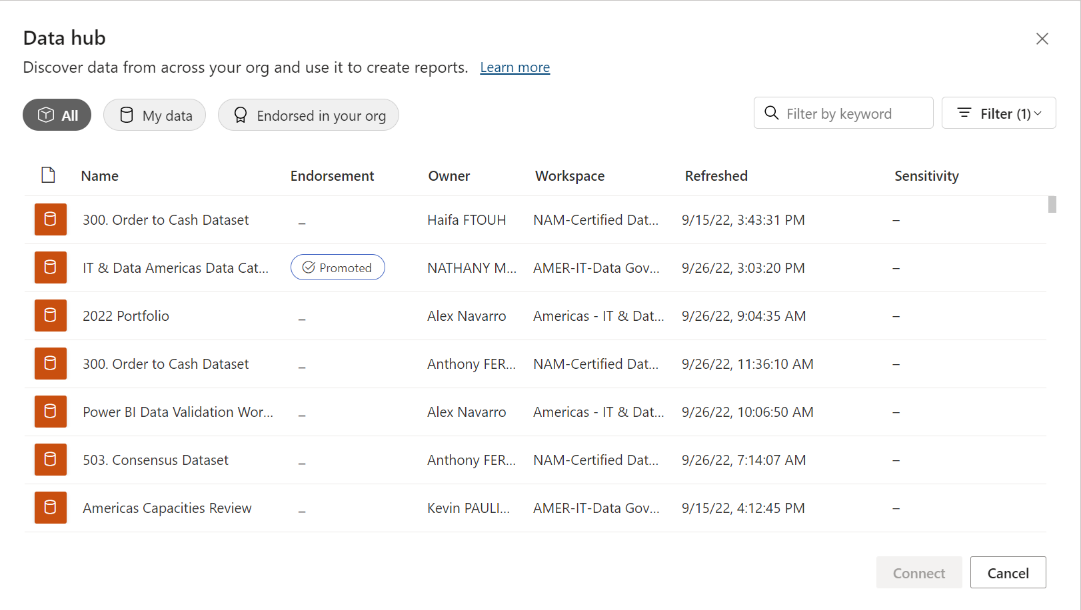 Data hub
Discover data from across your org and use it to create reports. Learn more
All My data Endorsed in your org Filter by keyword Filter (1)
Name Endorsement Owner Workspace Refreshed Sensitivity
300. Order to Cash Dataset – Haifa FTOUH NAM-Certified Dat... 9/15/22, 3:43:31 PM –
IT & Data Americas Data Cat... Promoted NATHANY M... AMER-IT-Data Gov... 9/26/22, 3:03:20 PM –
2022 Portfolio – Alex Navarro Americas - IT & Dat... 9/26/22, 9:04:35 AM –
300. Order to Cash Dataset – Anthony FER... NAM-Certified Dat... 9/26/22, 11:36:10 AM –
Power BI Data Validation Wor... – Alex Navarro Americas - IT & Dat... 9/26/22, 10:06:50 AM –
503. Consensus Dataset – Anthony FER... NAM-Certified Dat... 9/26/22, 7:14:07 AM –
Americas Capacities Review – Kevin PAULI... AMER-IT-Data Gov... 9/15/22, 4:12:45 PM –
Connect Cancel